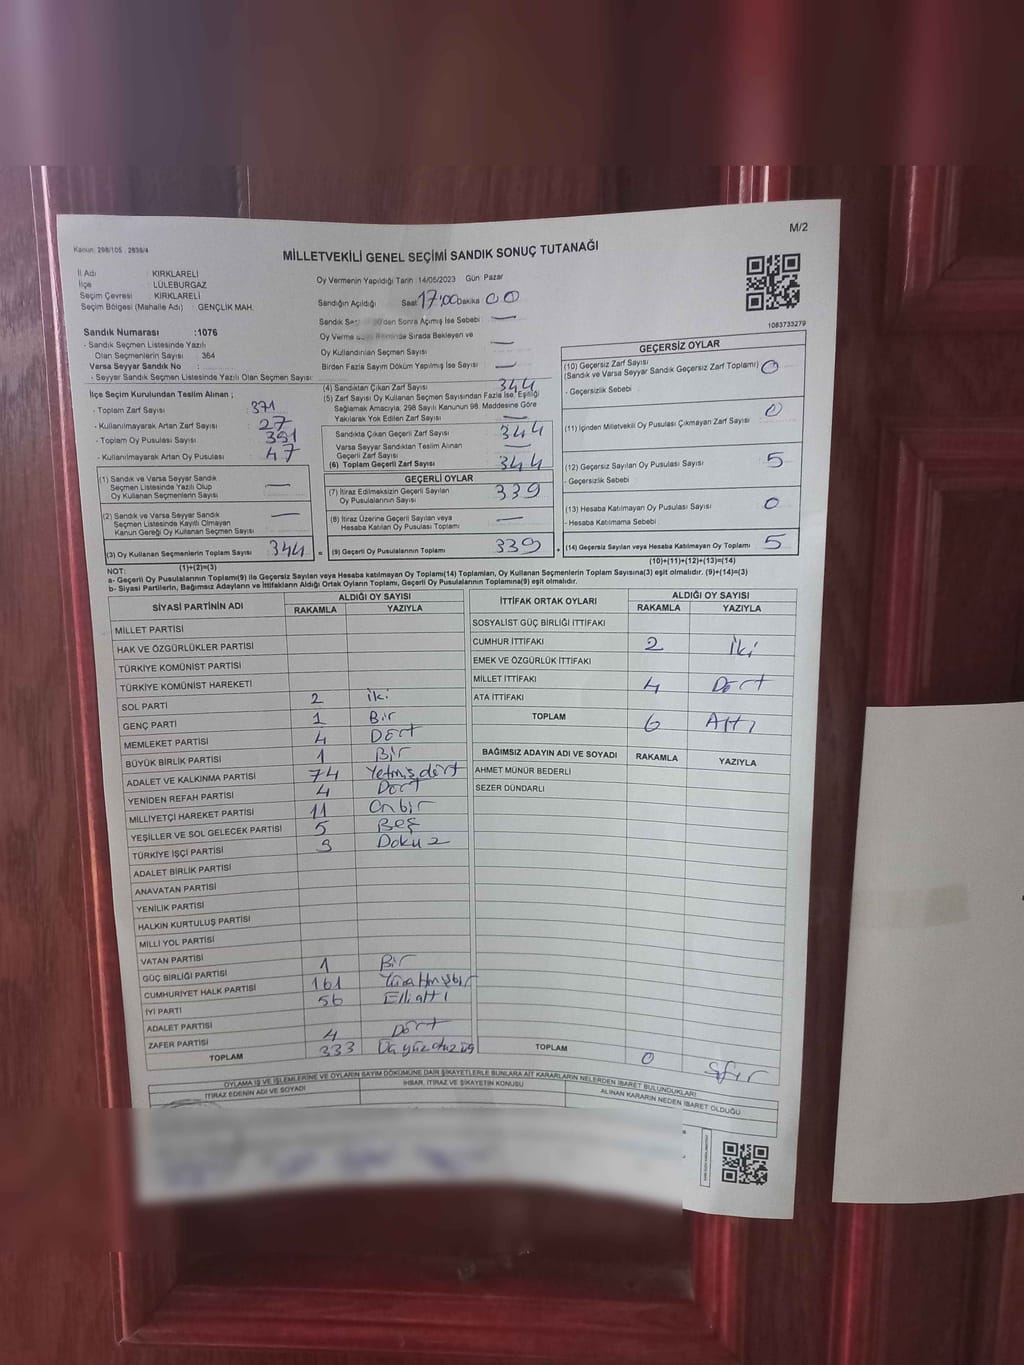 M/2
Kanun: 298/105 , 2839/4
MİLLETVEKİLİ GENEL SEÇİMİ SANDIK SONUÇ TUTANAĞI
İl Adı : KIRKLARELİ
İlçe : LÜLEBURGAZ
Seçim Çevresi : KIRKLARELİ
Seçim Bölgesi (Mahalle Adı) : GENÇLİK MAH.
Oy Vermenin Yapıldığı Tarih : 14/05/2023 Gün: Pazar
Sandığın Açıldığı Saat 17:00 Dakika 00
1083733279
Sandık Numarası :1076
- Sandık Seçmen Listesinde Yazılı
Olan Seçmenlerin Sayısı : 364
Varsa Seyyar Sandık No :
- Seyyar Sandık Seçmen Listesinde Yazılı Olan Seçmen Sayısı:
den Sonra Açılmış İse Sebebi : —
Sırada Bekleyen ve
Oy Kullandırılan Seçmen Sayısı —
Birden Fazla Sayım Döküm Yapılmış İse Sayısı : —
İlçe Seçim Kurulundan Teslim Alınan ;
- Toplam Zarf Sayısı : 371
- Kullanılmayarak Artan Zarf Sayısı : 27
- Toplam Oy Pusulası Sayısı : 391
- Kullanılmayarak Artan Oy Pusulası : 47
(1) Sandık ve Varsa Seyyar Sandık
Seçmen Listesinde Yazılı Olup
Oy Kullanan Seçmenlerin Sayısı —
(2) Sandık ve Varsa Seyyar Sandık
Seçmen Listesinde Kayıtlı Olmayan
Kanun Gereği Oy Kullanan Seçmen Sayısı —
(3) Oy Kullanan Seçmenlerin Toplam Sayısı 344
(1)+(2)=(3)
(4) Sandıktan Çıkan Zarf Sayısı 344
(5) Zarf Sayısı Oy Kullanan Seçmen Sayısından Fazla İse, Eşitliği
Sağlamak Amacıyla, 298 Sayılı Kanunun 98. Maddesine Göre
Yakılarak Yok Edilen Zarf Sayısı —
Sandıkta Çıkan Geçerli Zarf Sayısı 344
Varsa Seyyar Sandıktan Teslim Alınan
Geçerli Zarf Sayısı —
(6) Toplam Geçerli Zarf Sayısı 344
GEÇERLİ OYLAR
(7) İtiraz Edilmeksizin Geçerli Sayılan
Oy Pusulalarının Sayısı 339
(8) İtiraz Üzerine Geçerli Sayılan veya
Hesaba Katılan Oy Pusulası Toplamı —
= (9) Geçerli Oy Pusulalarının Toplamı 339
GEÇERSİZ OYLAR
(10) Geçersiz Zarf Sayısı
(Sandık ve Varsa Seyyar Sandık Geçersiz Zarf Toplamı) 0
- Geçersizlik Sebebi
(11) İçinden Milletvekili Oy Pusulası Çıkmayan Zarf Sayısı 0
(12) Geçersiz Sayılan Oy Pusulası Sayısı 5
- Geçersizlik Sebebi
(13) Hesaba Katılmayan Oy Pusulası Sayısı 0
- Hesaba Katılmama Sebebi
+ (14) Geçersiz Sayılan veya Hesaba Katılmayan Oy Toplamı 5
(10)+(11)+(12)+(13)=(14)
NOT:
a- Geçerli Oy Pusulalarının Toplamı(9) ile Geçersiz Sayılan veya Hesaba katılmayan Oy Toplamı(14) Toplamları, Oy Kullanan Seçmenlerin Toplam Sayısına(3) eşit olmalıdır. (9)+(14)=(3)
b- Siyasi Partilerin, Bağımsız Adayların ve İttifakların Aldığı Ortak Oyların Toplamı, Geçerli Oy Pusulalarının Toplamına(9) eşit olmalıdır.
SİYASİ PARTİNİN ADI ALDIĞI OY SAYISI
RAKAMLA YAZIYLA
MİLLET PARTİSİ
HAK VE ÖZGÜRLÜKLER PARTİSİ
TÜRKİYE KOMÜNİST PARTİSİ
TÜRKİYE KOMÜNİST HAREKETİ
SOL PARTİ 2 iki
GENÇ PARTİ 1 Bir
MEMLEKET PARTİSİ 4 Dört
BÜYÜK BİRLİK PARTİSİ 1 Bir
ADALET VE KALKINMA PARTİSİ 74 Yetmiş dört
YENİDEN REFAH PARTİSİ 4 Dört
MİLLİYETÇİ HAREKET PARTİSİ 11 Onbir
YEŞİLLER VE SOL GELECEK PARTİSİ 5 Beş
TÜRKİYE İŞÇİ PARTİSİ 9 Dokuz
ADALET BİRLİK PARTİSİ
ANAVATAN PARTİSİ
YENİLİK PARTİSİ
HALKIN KURTULUŞ PARTİSİ
MİLLİ YOL PARTİSİ
VATAN PARTİSİ
GÜÇ BİRLİĞİ PARTİSİ 1 Bir
CUMHURİYET HALK PARTİSİ 161 Yüzaltmışbir
İYİ PARTİ 56 Elli altı
ADALET PARTİSİ
ZAFER PARTİSİ 4 Dört
TOPLAM 333 Üçyüzotuzüç
İTTİFAK ORTAK OYLARI ALDIĞI OY SAYISI
RAKAMLA YAZIYLA
SOSYALİST GÜÇ BİRLİĞİ İTTİFAKI
CUMHUR İTTİFAKI 2 İki
EMEK VE ÖZGÜRLÜK İTTİFAKI
MİLLET İTTİFAKI 4 Dört
ATA İTTİFAKI
TOPLAM 6 Altı
BAĞIMSIZ ADAYIN ADI VE SOYADI RAKAMLA YAZIYLA
AHMET MÜNÜR BEDERLİ
SEZER DÜNDARLI
TOPLAM 0 Sıfır
OYLAMA İŞ VE İŞLEMLERİNE VE OYLARIN SAYIM DÖKÜMÜNE DAİR ŞİKAYETLERLE BUNLARA AİT KARARLARIN NELERDEN İBARET BULUNDUKLARI
İTİRAZ EDENİN ADI VE SOYADI
İHBAR, İTİRAZ VE ŞİKAYETİN KONUSU
ALINAN KARARIN NEDEN İBARET OLDUĞU